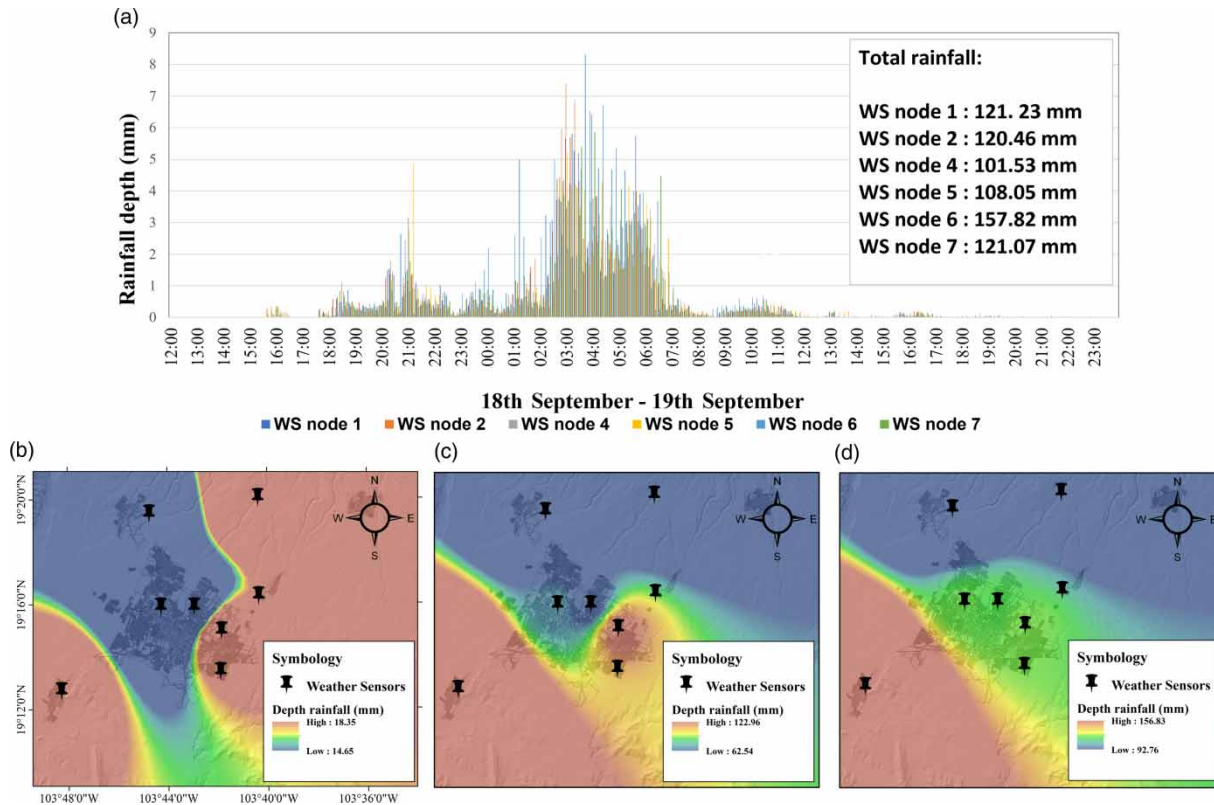 (a)
9
8
7
6
5
4
3
2
1
0
Rainfall depth (mm)
Total rainfall:
WS node 1 : 121. 23 mm
WS node 2 : 120.46 mm
WS node 4 : 101.53 mm
WS node 5 : 108.05 mm
WS node 6 : 157.82 mm
WS node 7 : 121.07 mm
12:00 13:00 14:00 15:00 16:00 17:00 18:00 19:00 20:00 21:00 22:00 23:00 00:00 01:00 02:00 03:00 04:00 05:00 06:00 07:00 08:00 09:00 10:00 11:00 12:00 13:00 14:00 15:00 16:00 17:00 18:00 19:00 20:00 21:00 22:00 23:00
18th September - 19th September
WS node 1 WS node 2 WS node 4 WS node 5 WS node 6 WS node 7
(b)
19°20'0"N
19°16'0"N
19°12'0"N
N
W E
S
Symbology
Weather Sensors
Depth rainfall (mm)
High : 18.35
Low : 14.65
103°48'0"W 103°44'0"W 103°40'0"W 103°36'0"W
(c)
N
W E
S
Symbology
Weather Sensors
Depth rainfall (mm)
High : 122.96
Low : 62.54
(d)
N
W E
S
Symbology
Weather Sensors
Depth rainfall (mm)
High : 156.83
Low : 92.76